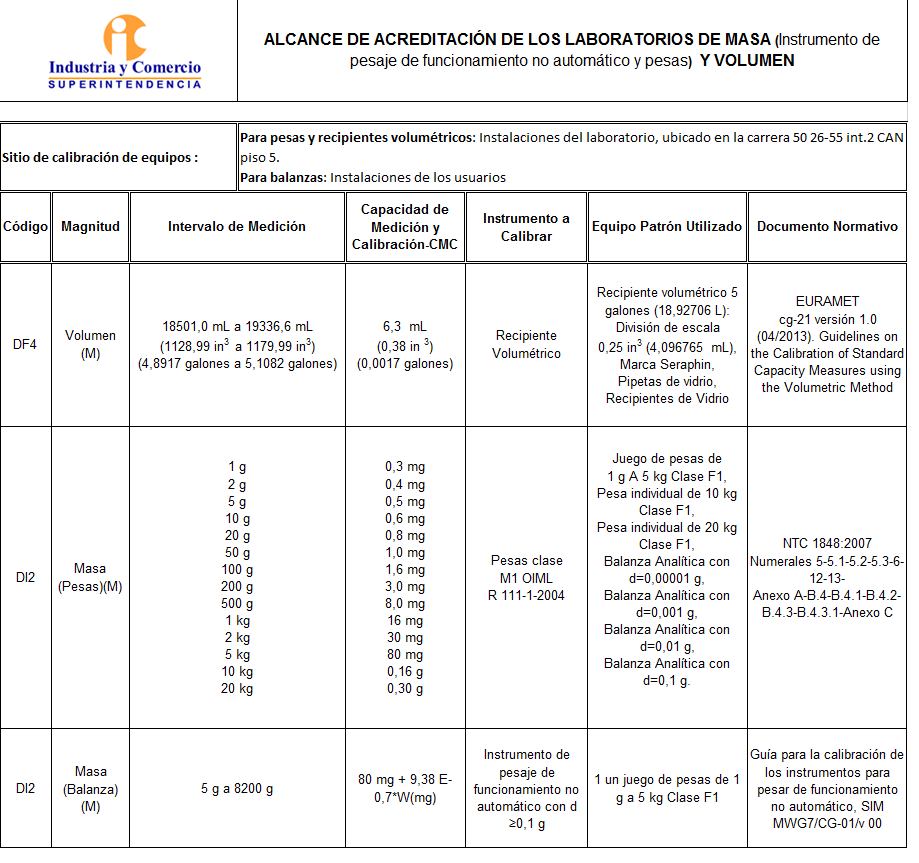 Industria y Comercio
SUPERINTENDENCIA
ALCANCE DE ACREDITACIÓN DE LOS LABORATORIOS DE MASA (Instrumento de
pesaje de funcionamiento no automático y pesas) Y VOLUMEN
Sitio de calibración de equipos :
Para pesas y recipientes volumétricos: Instalaciones del laboratorio, ubicado en la carrera 50 26-55 int.2 CAN
piso 5.
Para balanzas: Instalaciones de los usuarios
Código
Magnitud
Intervalo de Medición
Capacidad de
Medición y
Calibración-CMC
Instrumento a
Calibrar
Equipo Patrón Utilizado
Documento Normativo
DF4
Volumen
(M)
18501,0 mL a 19336,6 mL
(1128,99 in³ a 1179,99 in³)
(4,8917 galones a 5,1082 galones)
6,3 mL
(0,38 in ³)
(0,0017 galones)
Recipiente
Volumétrico
Recipiente volumétrico 5
galones (18,92706 L):
División de escala
0,25 in³ (4,096765 mL),
Marca Seraphin,
Pipetas de vidrio,
Recipientes de Vidrio
EURAMET
cg-21 versión 1.0
(04/2013). Guidelines on
the Calibration of Standard
Capacity Measures using
the Volumetric Method
DI2
Masa
(Pesas)(M)
1 g
2 g
5 g
10 g
20 g
50 g
100 g
200 g
500 g
1 kg
2 kg
5 kg
10 kg
20 kg
0,3 mg
0,4 mg
0,5 mg
0,6 mg
0,8 mg
1,0 mg
1,6 mg
3,0 mg
8,0 mg
16 mg
30 mg
80 mg
0,16 g
0,30 g
Pesas clase
M1 OIML
R 111-1-2004
Juego de pesas de
1 g A 5 kg Clase F1,
Pesa individual de 10 kg
Clase F1,
Pesa individual de 20 kg
Clase F1,
Balanza Analítica con
d=0,00001 g,
Balanza Analítica con
d=0,001 g,
Balanza Analítica con
d=0,01 g,
Balanza Analítica con
d=0,1 g.
NTC 1848:2007
Numerales 5-5.1-5.2-5.3-6-
12-13-
Anexo A-B.4-B.4.1-B.4.2-
B.4.3-B.4.3.1-Anexo C
DI2
Masa
(Balanza)
(M)
5 g a 8200 g
80 mg + 9,38 E-
0,7*W(mg)
Instrumento de
pesaje de
funcionamiento no
automático con d
≥0,1 g
1 un juego de pesas de 1
g a 5 kg Clase F1
Guía para la calibración de
los instrumentos para
pesar de funcionamiento
no automático, SIM
MWG7/CG-01/v 00